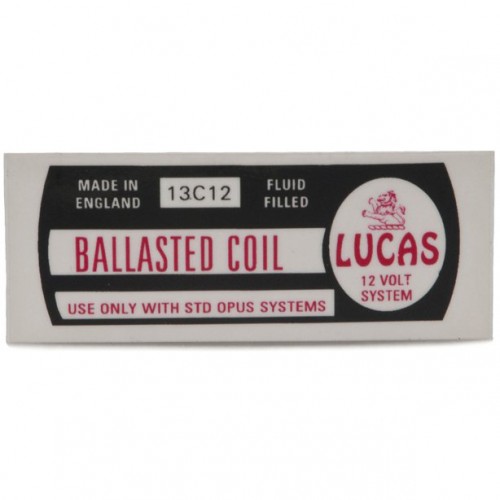 MADE IN
ENGLAND
13C12
FLUID
FILLED
BALLASTED COIL
USE ONLY WITH STD OPUS SYSTEMS
LUCAS
12 VOLT
SYSTEM